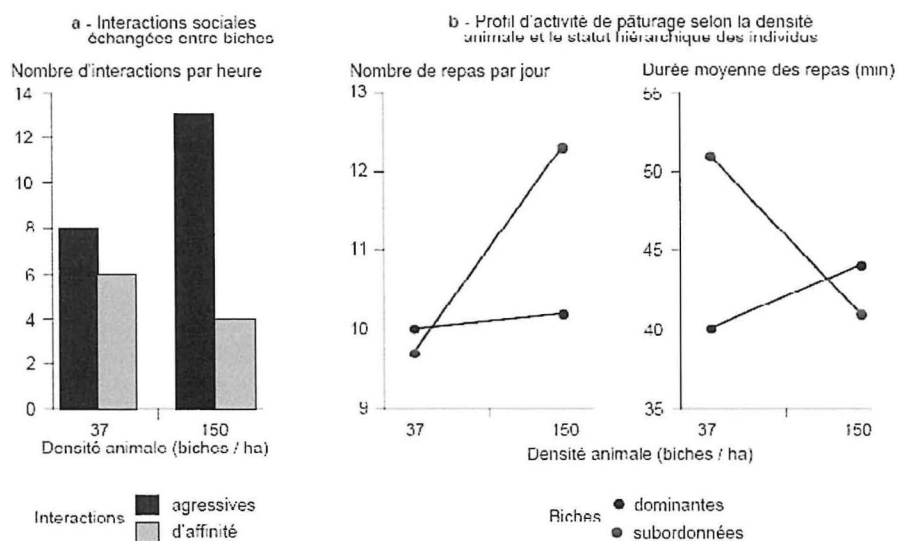 a - Interactions sociales
échangées entre biches
Nombre d'interactions par heure
14
12
10
8
6
4
2
0
37
150
Densité animale (biches / ha)
Interactions
agressives
d'affinité
b - Profil d'activité de pâturage selon la densité
animale et le statut hiérarchique des individus
Nombre de repas par jour
13
12
11
10
9
37
150
Durée moyenne des repas (min)
55
50
45
40
35
37
150
Densité animale (biches / ha)
Biches
dominantes
subordonnées